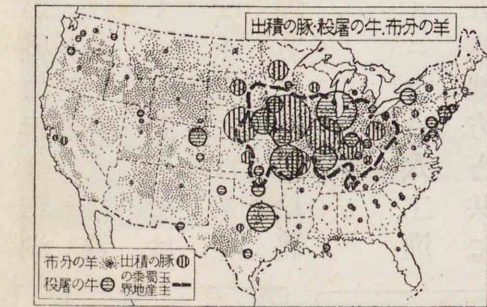 羊の分布.牛の屠殺・豚の積出
豚の積出
玉蜀黍の
主産地界
羊の分布
牛の屠殺